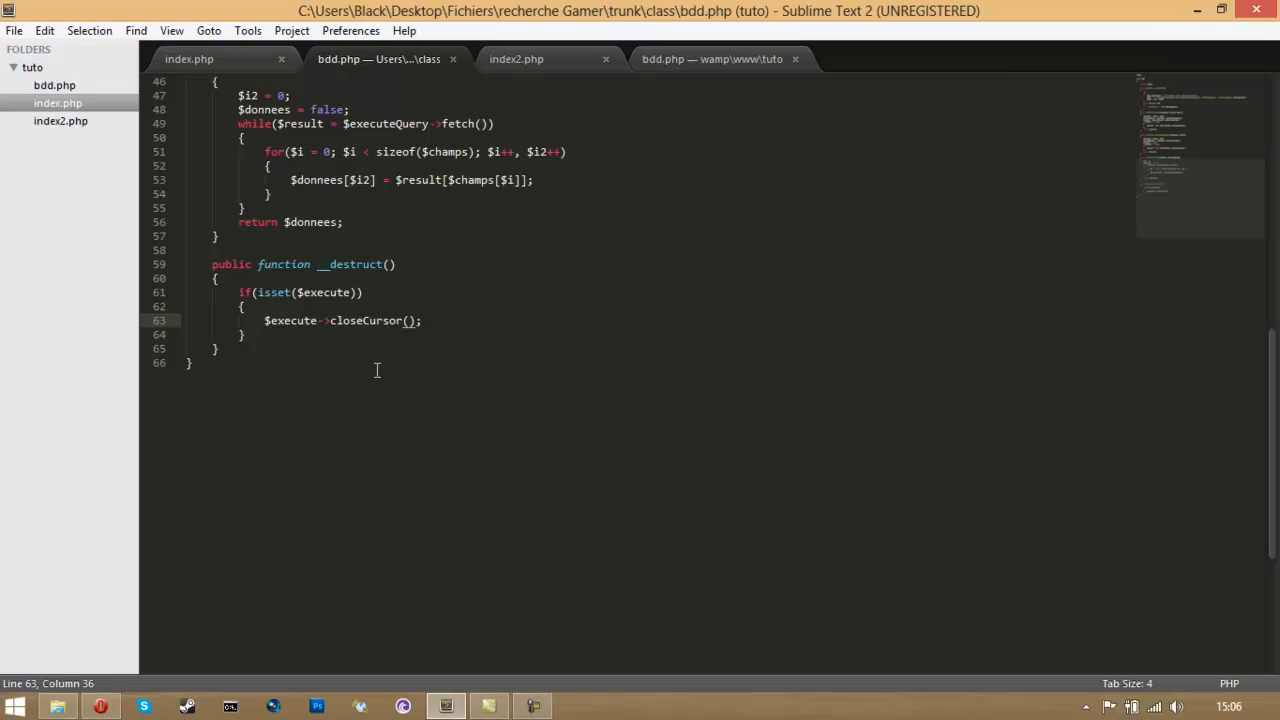 C:\Users\Black\Desktop\Fichiers\recherche Gamer\trunk\class\bdd.php (tuto) - Sublime Text 2 (UNREGISTERED)
File Edit Selection Find View Goto Tools Project Preferences Help
FOLDERS
tuto
bdd.php
index.php
index2.php
index.php × bdd.php — Users\...\class × index2.php × bdd.php — wamp\www\tuto ×
46 {
47 $i2 = 0;
48 $donnees = false;
49 while($result = $executeQuery->fetch())
50 {
51 for($i = 0; $i < sizeof($champs); $i++, $i2++)
52 {
53 $donnees[$i2] = $result[$champs[$i]];
54 }
55 }
56 return $donnees;
57 }
58
59 public function __destruct()
60 {
61 if(isset($execute))
62 {
63 $execute->closeCursor();
64 }
65 }
66 }
Line 63, Column 36
Tab Size: 4
PHP
15:06